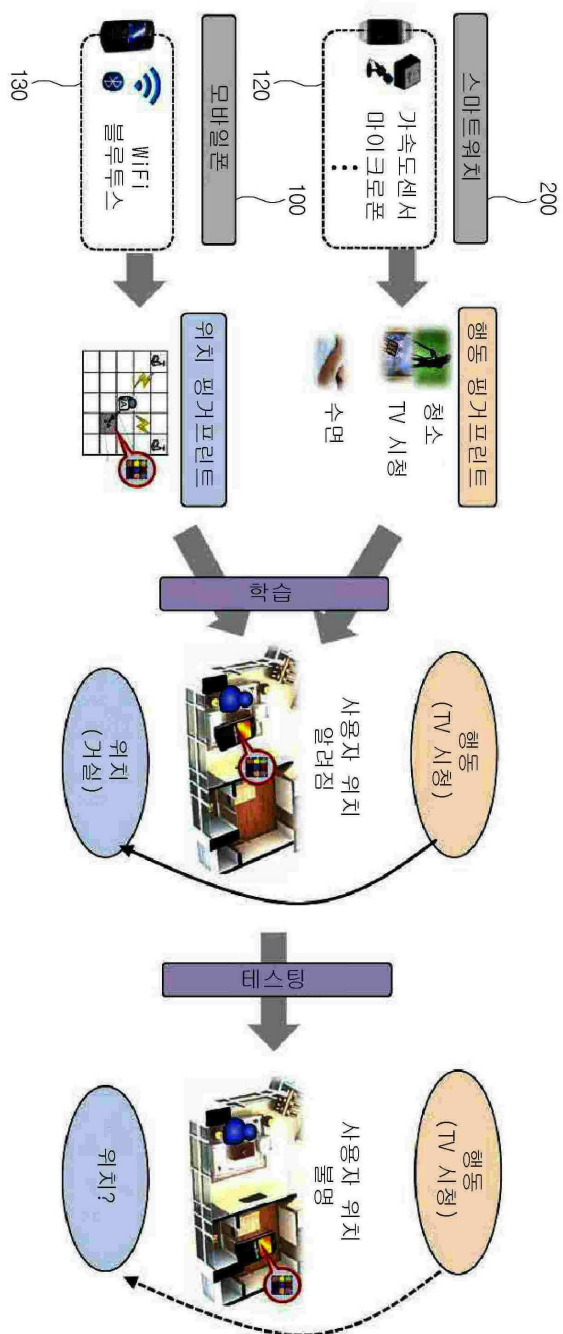 스마트워치
200
가속도센서
마이크로폰
...
120
모바일폰
100
WiFi
블루투스
130
행동 핑거프린트
청소
TV 시청
수면
위치 핑거프린트
학습
행동
(TV 시청)
사용자 위치
알려짐
위치
(거실)
테스팅
행동
(TV 시청)
사용자 위치
불명
위치?